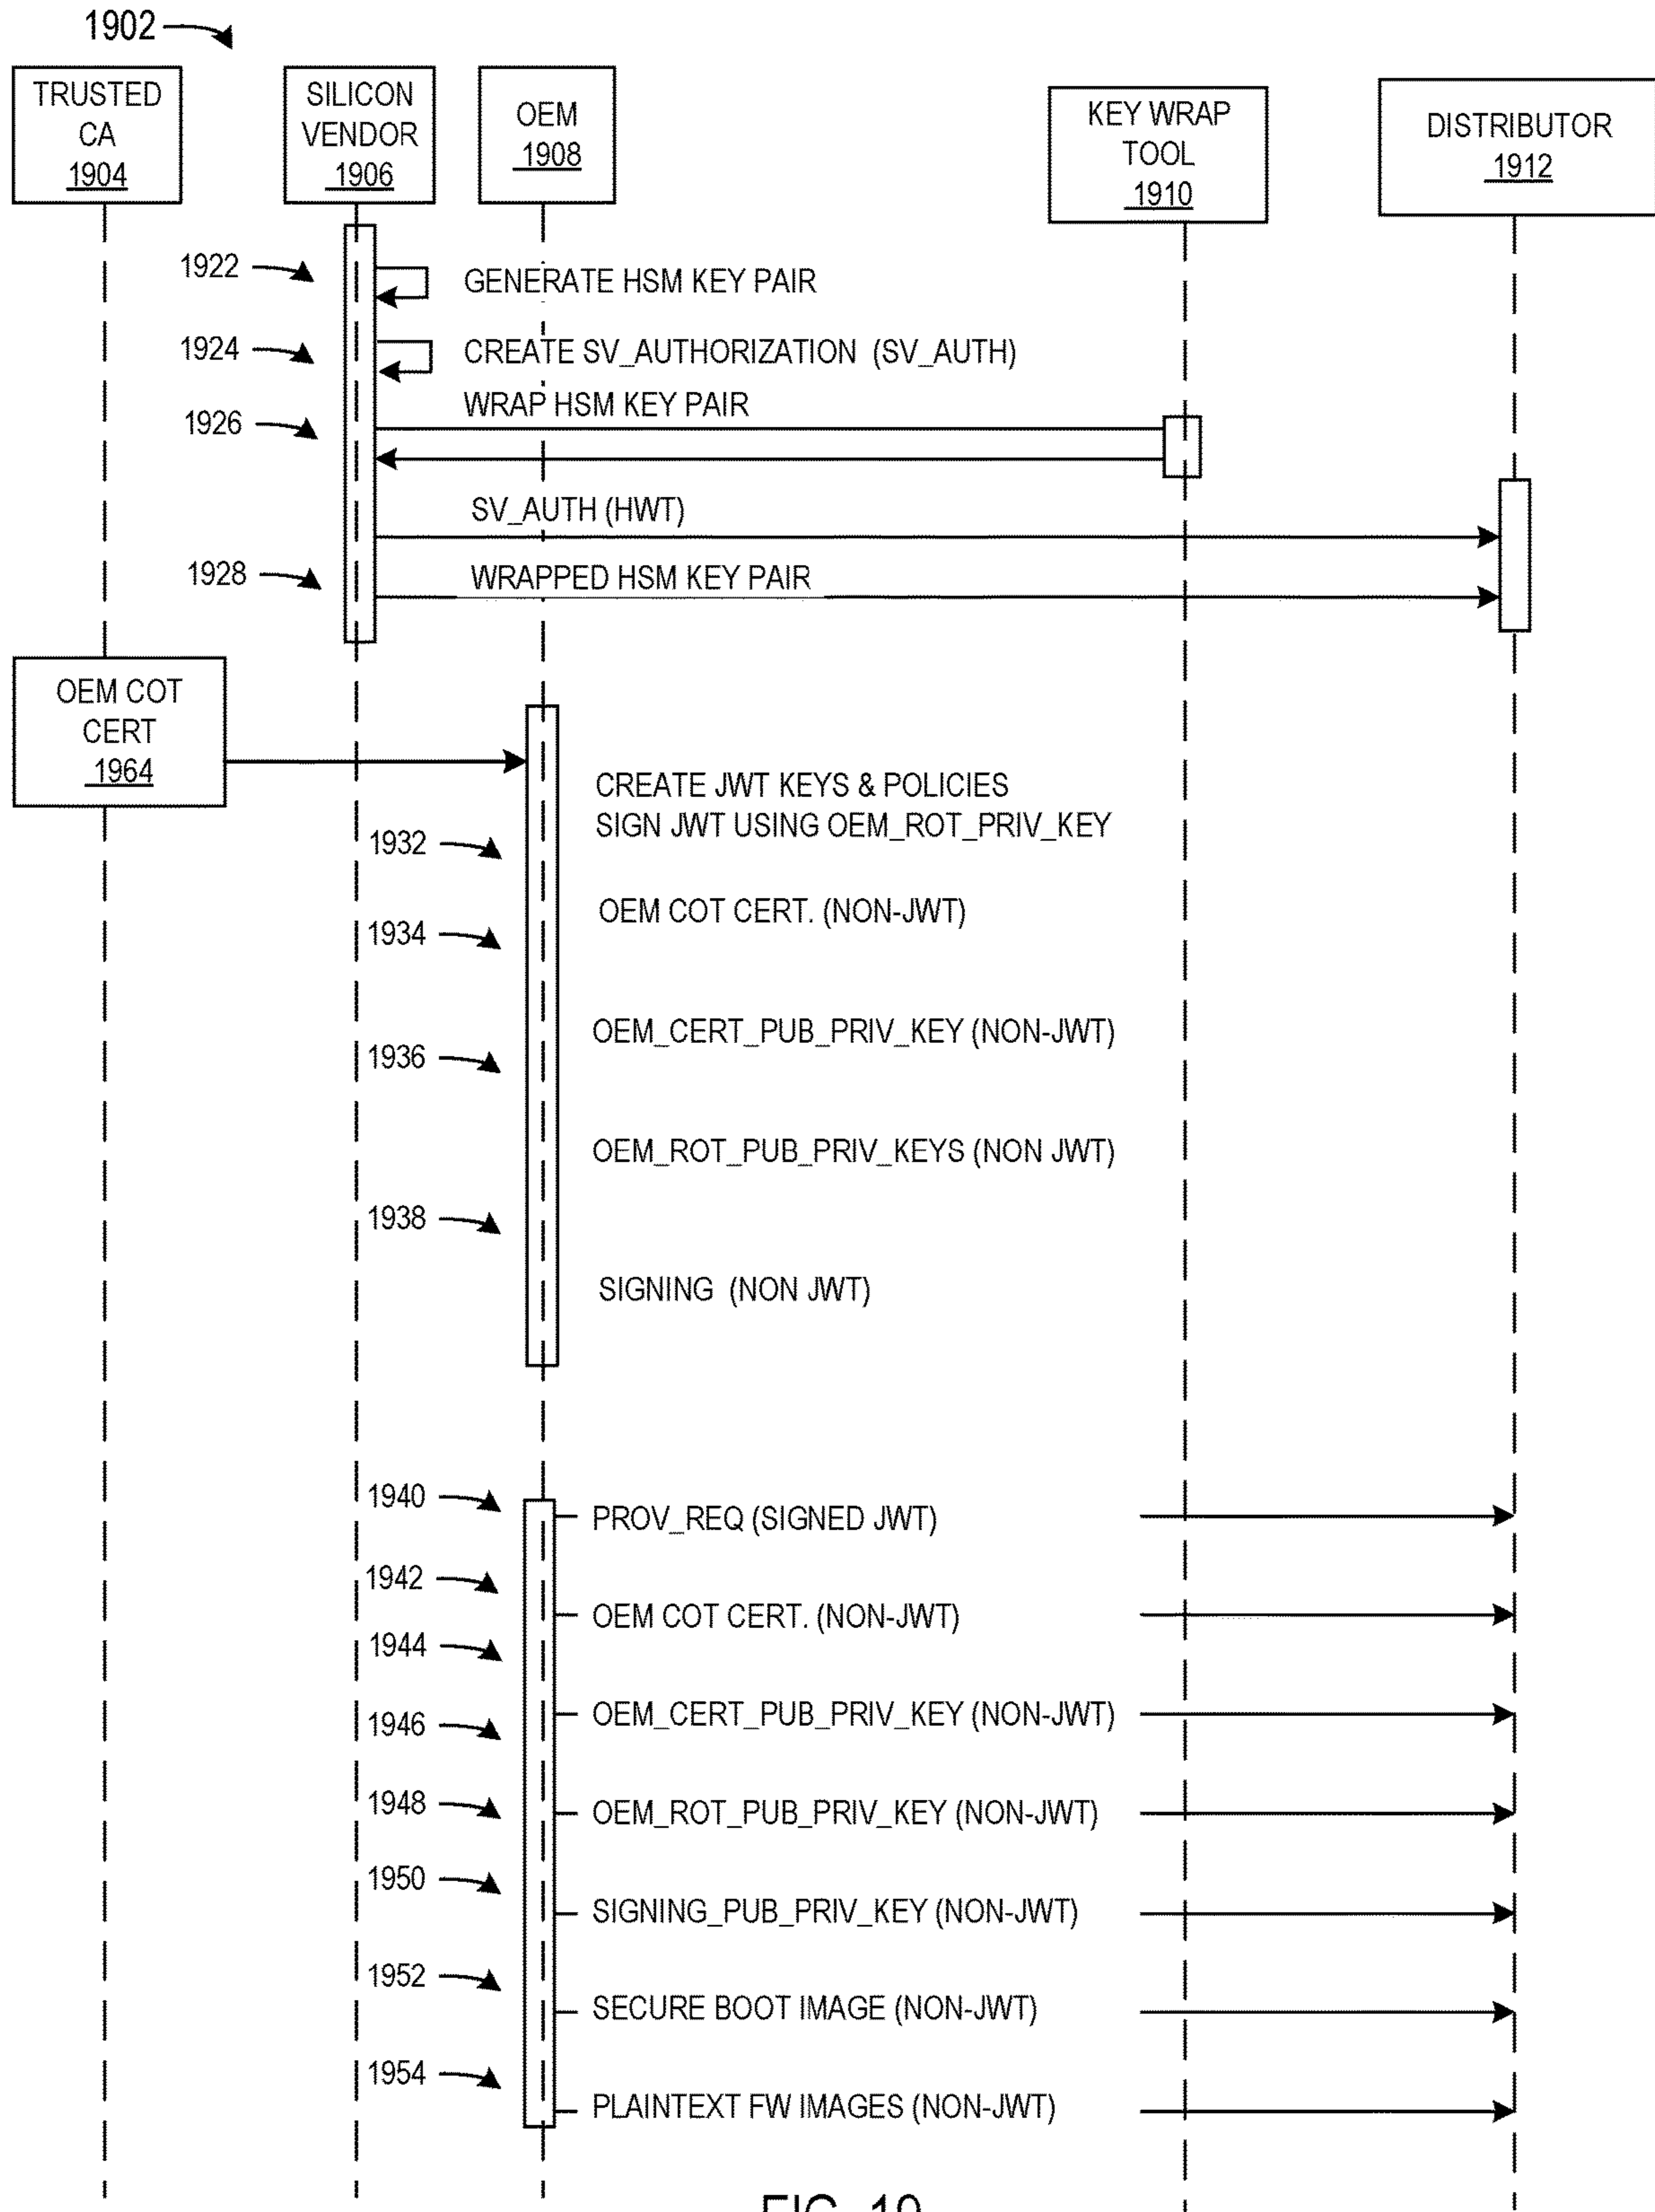 1902
TRUSTED
CA
1904
SILICON
VENDOR
1906
OEM
1908
KEY WRAP
TOOL
1910
DISTRIBUTOR
1912
1922
GENERATE HSM KEY PAIR
1924
CREATE SV_AUTHORIZATION (SV_AUTH)
1926
WRAP HSM KEY PAIR
SV_AUTH (HWT)
1928
WRAPPED HSM KEY PAIR
OEM COT
CERT
1964
CREATE JWT KEYS & POLICIES
SIGN JWT USING OEM_ROT_PRIV_KEY
1932
OEM COT CERT. (NON-JWT)
1934
OEM_CERT_PUB_PRIV_KEY (NON-JWT)
1936
OEM_ROT_PUB_PRIV_KEYS (NON JWT)
1938
SIGNING (NON JWT)
1940
PROV_REQ (SIGNED JWT)
1942
OEM COT CERT. (NON-JWT)
1944
OEM_CERT_PUB_PRIV_KEY (NON-JWT)
1946
1948
OEM_ROT_PUB_PRIV_KEY (NON-JWT)
1950
SIGNING_PUB_PRIV_KEY (NON-JWT)
1952
SECURE BOOT IMAGE (NON-JWT)
1954
PLAINTEXT FW IMAGES (NON-JWT)
FIG. 19